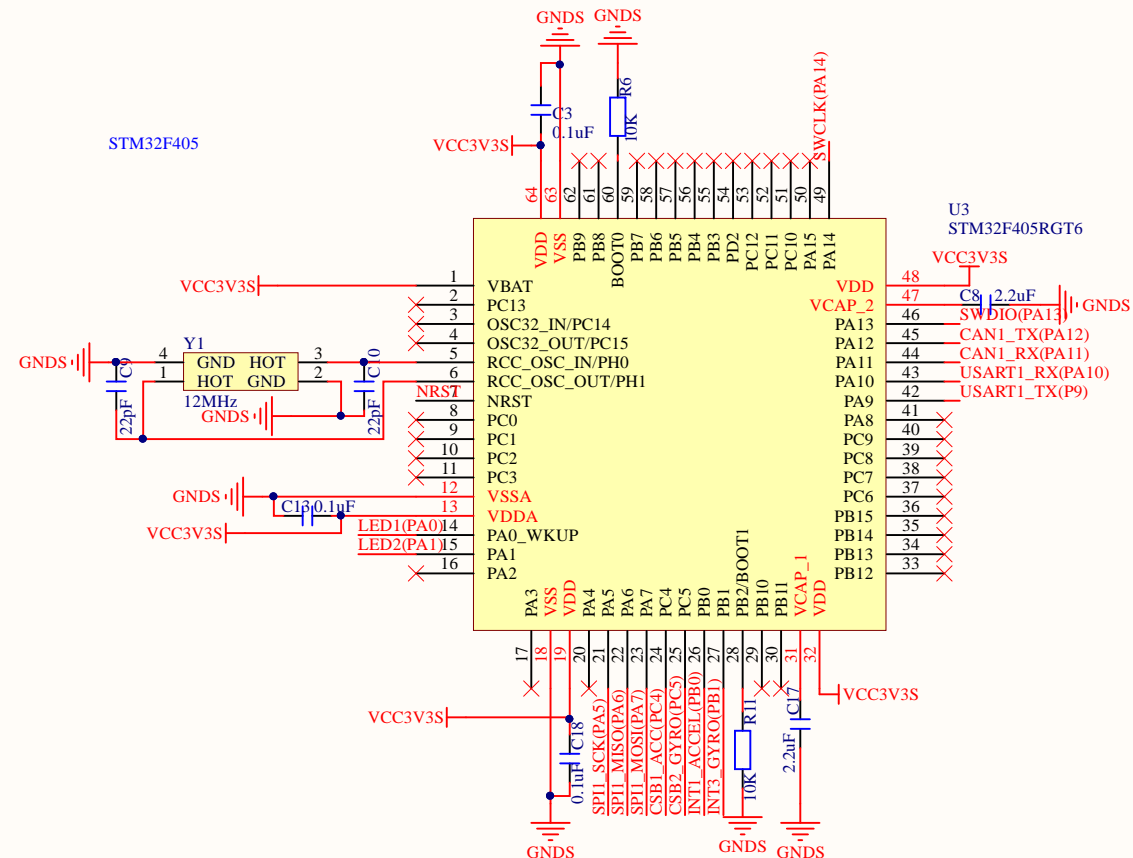 GNDS
GNDS
R6
10K
C3
0.1uF
SWCLK(PA14)
STM32F405
VCC3V3S
64
63
62
61
60
59
58
57
56
55
54
53
52
51
50
49
VDD
VSS
PB9
PB8
BOOT0
PB7
PB6
PB5
PB4
PB3
PD2
PC12
PC11
PC10
PA15
PA14
U3
STM32F405RGT6
VCC3V3S
VCC3V3S
1 VBAT
2 PC13
3 OSC32_IN/PC14
4 OSC32_OUT/PC15
5 RCC_OSC_IN/PH0
6 RCC_OSC_OUT/PH1
NRST 7 NRST
8 PC0
9 PC1
10 PC2
11 PC3
12 VSSA
13 VDDA
LED1(PA0) 14 PA0_WKUP
LED2(PA1) 15 PA1
16 PA2
VDD 48
VCAP_2 47 C8 2.2uF GNDS
PA13 46 SWDIO(PA13)
PA12 45 CAN1_TX(PA12)
PA11 44 CAN1_RX(PA11)
PA10 43 USART1_RX(PA10)
PA9 42 USART1_TX(P9)
PA8 41
PC9 40
PC8 39
PC7 38
PC6 37
PB15 36
PB14 35
PB13 34
PB12 33
Y1
GNDS 4 GND HOT 3
1 HOT GND 2
12MHz
C9
22pF
C10
22pF
GNDS
GNDS
C13 0.1uF
VCC3V3S
PA3
VSS
VDD
PA4
PA5
PA6
PA7
PC4
PC5
PB0
PB1
PB2/BOOT1
PB10
PB11
VCAP_1
VDD
17
18
19
20
21
22
23
24
25
26
27
28
29
30
31
32
SPI1_SCK(PA5)
SPI1_MISO(PA6)
SPI1_MOSI(PA7)
CSB1_ACC(PC4)
CSB2_GYRO(PC5)
INT1_ACCEL(PB0)
INT3_GYRO(PB1)
VCC3V3S
VCC3V3S
C18
0.1uF
R11
10K
C17
2.2uF
GNDS
GNDS
GNDS